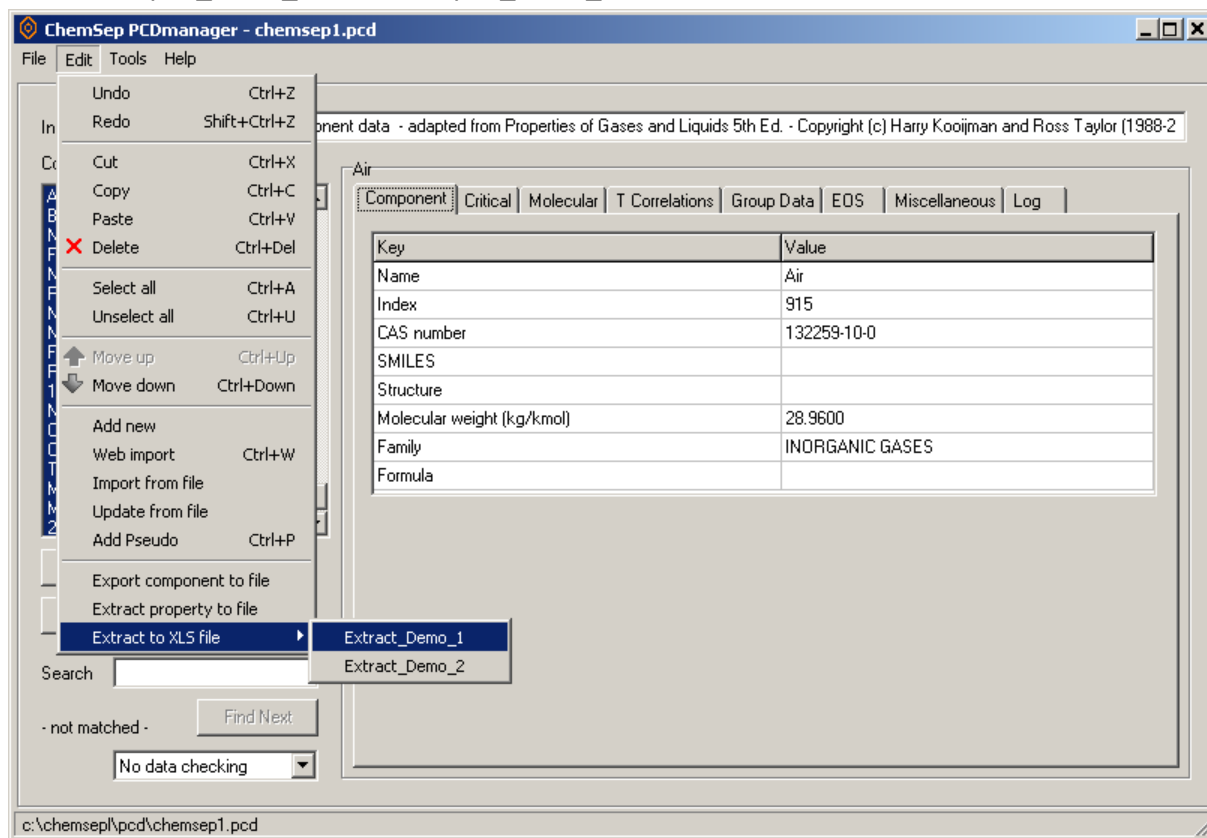 ChemSep PCDmanager - chemsep1.pcd
File Edit Tools Help
Undo Ctrl+Z
Redo Shift+Ctrl+Z
Cut Ctrl+X
Copy Ctrl+C
Paste Ctrl+V
Delete Ctrl+Del
Select all Ctrl+A
Unselect all Ctrl+U
Move up Ctrl+Up
Move down Ctrl+Down
Add new
Web import Ctrl+W
Import from file
Update from file
Add Pseudo Ctrl+P
Export component to file
Extract property to file
Extract to XLS file
Extract_Demo_1
Extract_Demo_2
Search
- not matched -
Find Next
No data checking
data - adapted from Properties of Gases and Liquids 5th Ed. - Copyright (c) Harry Kooijman and Ross Taylor (1988-2
Air
Component Critical Molecular T Correlations Group Data EOS Miscellaneous Log
Key Value
Name Air
Index 915
CAS number 132259-10-0
SMILES
Structure
Molecular weight (kg/kmol) 28.9600
Family INORGANIC GASES
Formula
c:\chemsepl\pcd\chemsep1.pcd